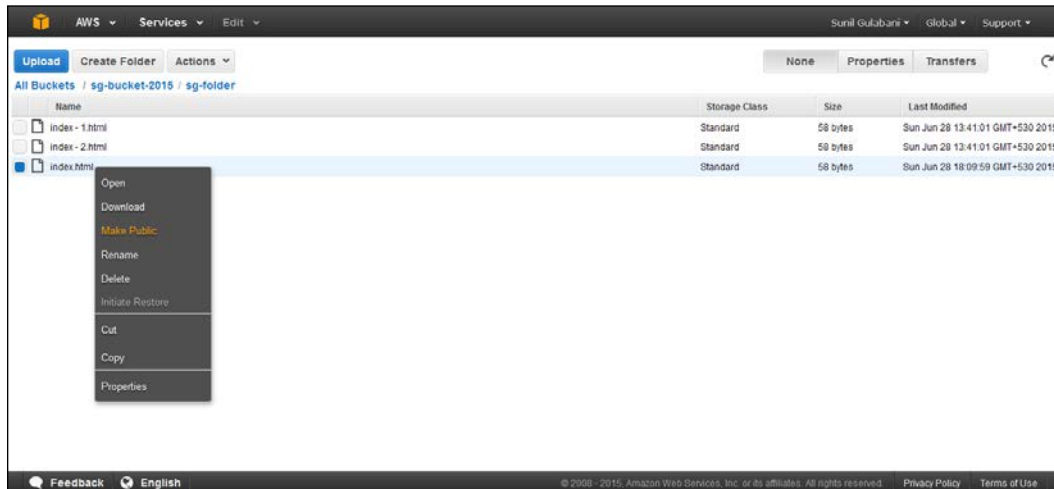 AWS Services Edit Sunil Gulabani Global Support
Upload Create Folder Actions None Properties Transfers
All Buckets / sg-bucket-2015 / sg-folder
Name Storage Class Size Last Modified
index - 1.html Standard 58 bytes Sun Jun 28 13:41:01 GMT+530 201
index - 2.html Standard 58 bytes Sun Jun 28 13:41:01 GMT+530 201
index.html Standard 58 bytes Sun Jun 28 18:09:59 GMT+530 201
Open
Download
Make Public
Rename
Delete
Initiate Restore
Cut
Copy
Properties
Feedback English © 2008 - 2015, Amazon Web Services, Inc. or its affiliates. All rights reserved. Privacy Policy Terms of Use